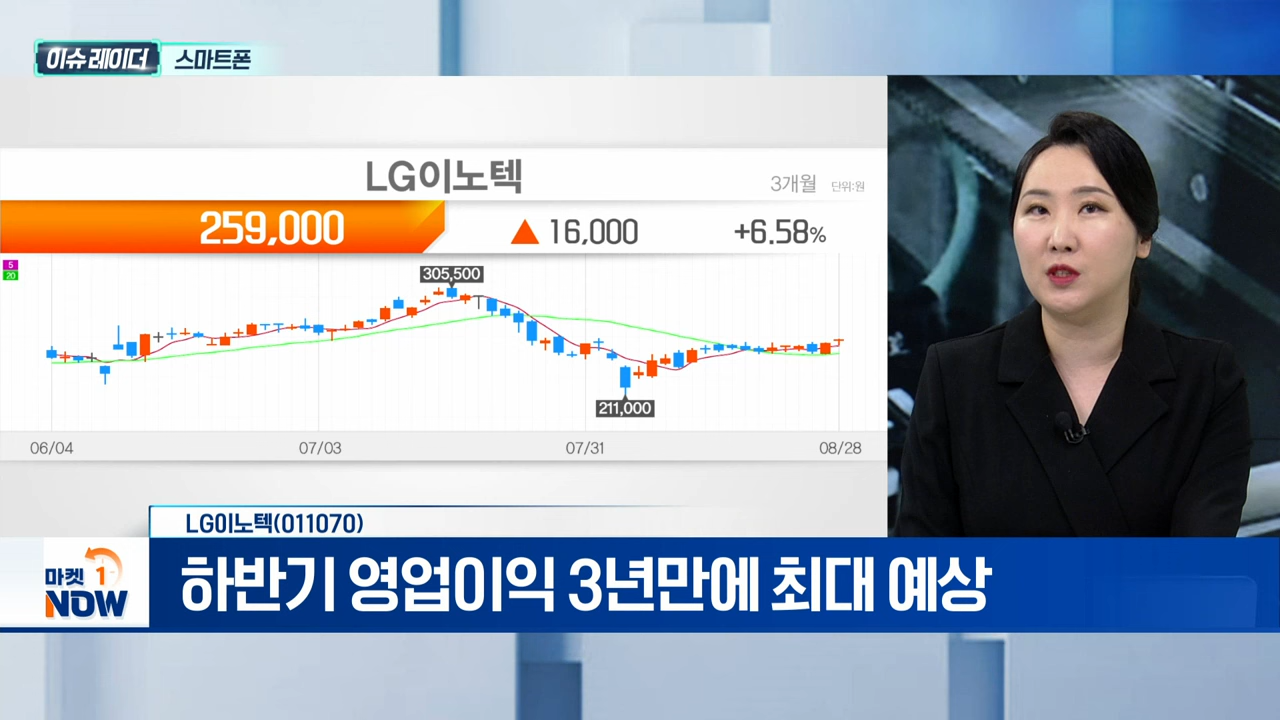 이슈 레이더 스마트폰
LG이노텍
3개월 단위:원
259,000 ▲ 16,000 +6.58%
5
20
305,500
211,000
06/04 07/03 07/31 08/28
LG이노텍(011070)
마켓 1
NOW
하반기 영업이익 3년만에 최대 예상